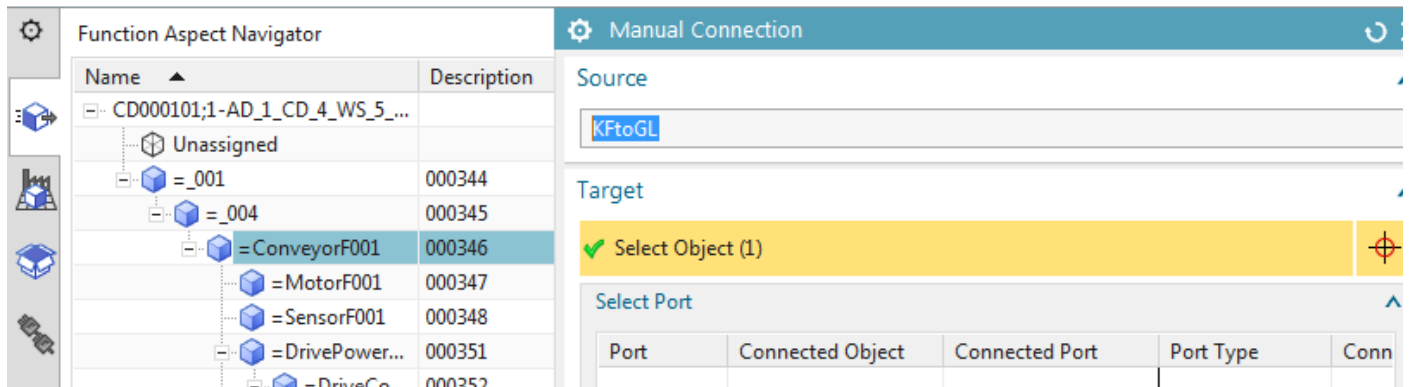 Function Aspect Navigator
Name Description
CD000101;1-AD_1_CD_4_WS_5_...
Unassigned
=_001 000344
=_004 000345
=ConveyorF001 000346
=MotorF001 000347
=SensorF001 000348
=DrivePower... 000351
=DriveCo 000352
Manual Connection
Source
KFtoGL
Target
Select Object (1)
Select Port
Port Connected Object Connected Port Port Type Conn